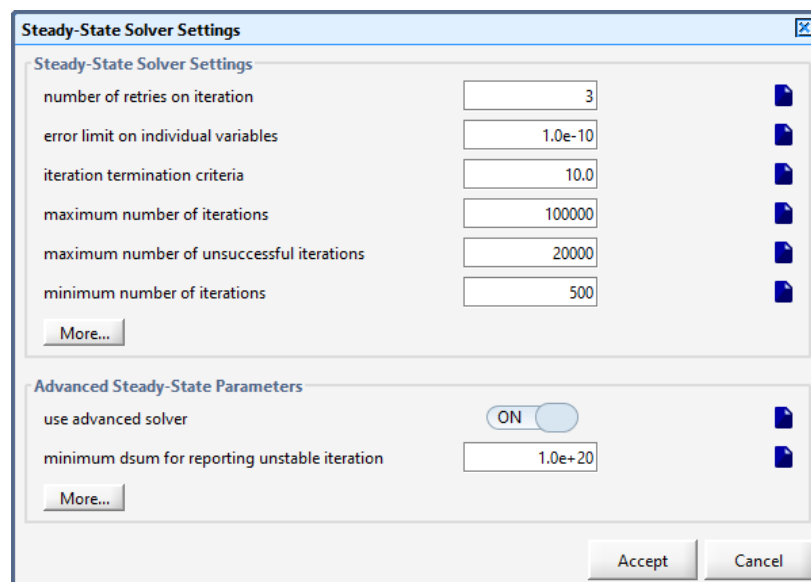 Steady-State Solver Settings
Steady-State Solver Settings
number of retries on iteration 3
error limit on individual variables 1.0e-10
iteration termination criteria 10.0
maximum number of iterations 100000
maximum number of unsuccessful iterations 20000
minimum number of iterations 500
More...
Advanced Steady-State Parameters
use advanced solver ON
minimum dsum for reporting unstable iteration 1.0e+20
More...
Accept Cancel